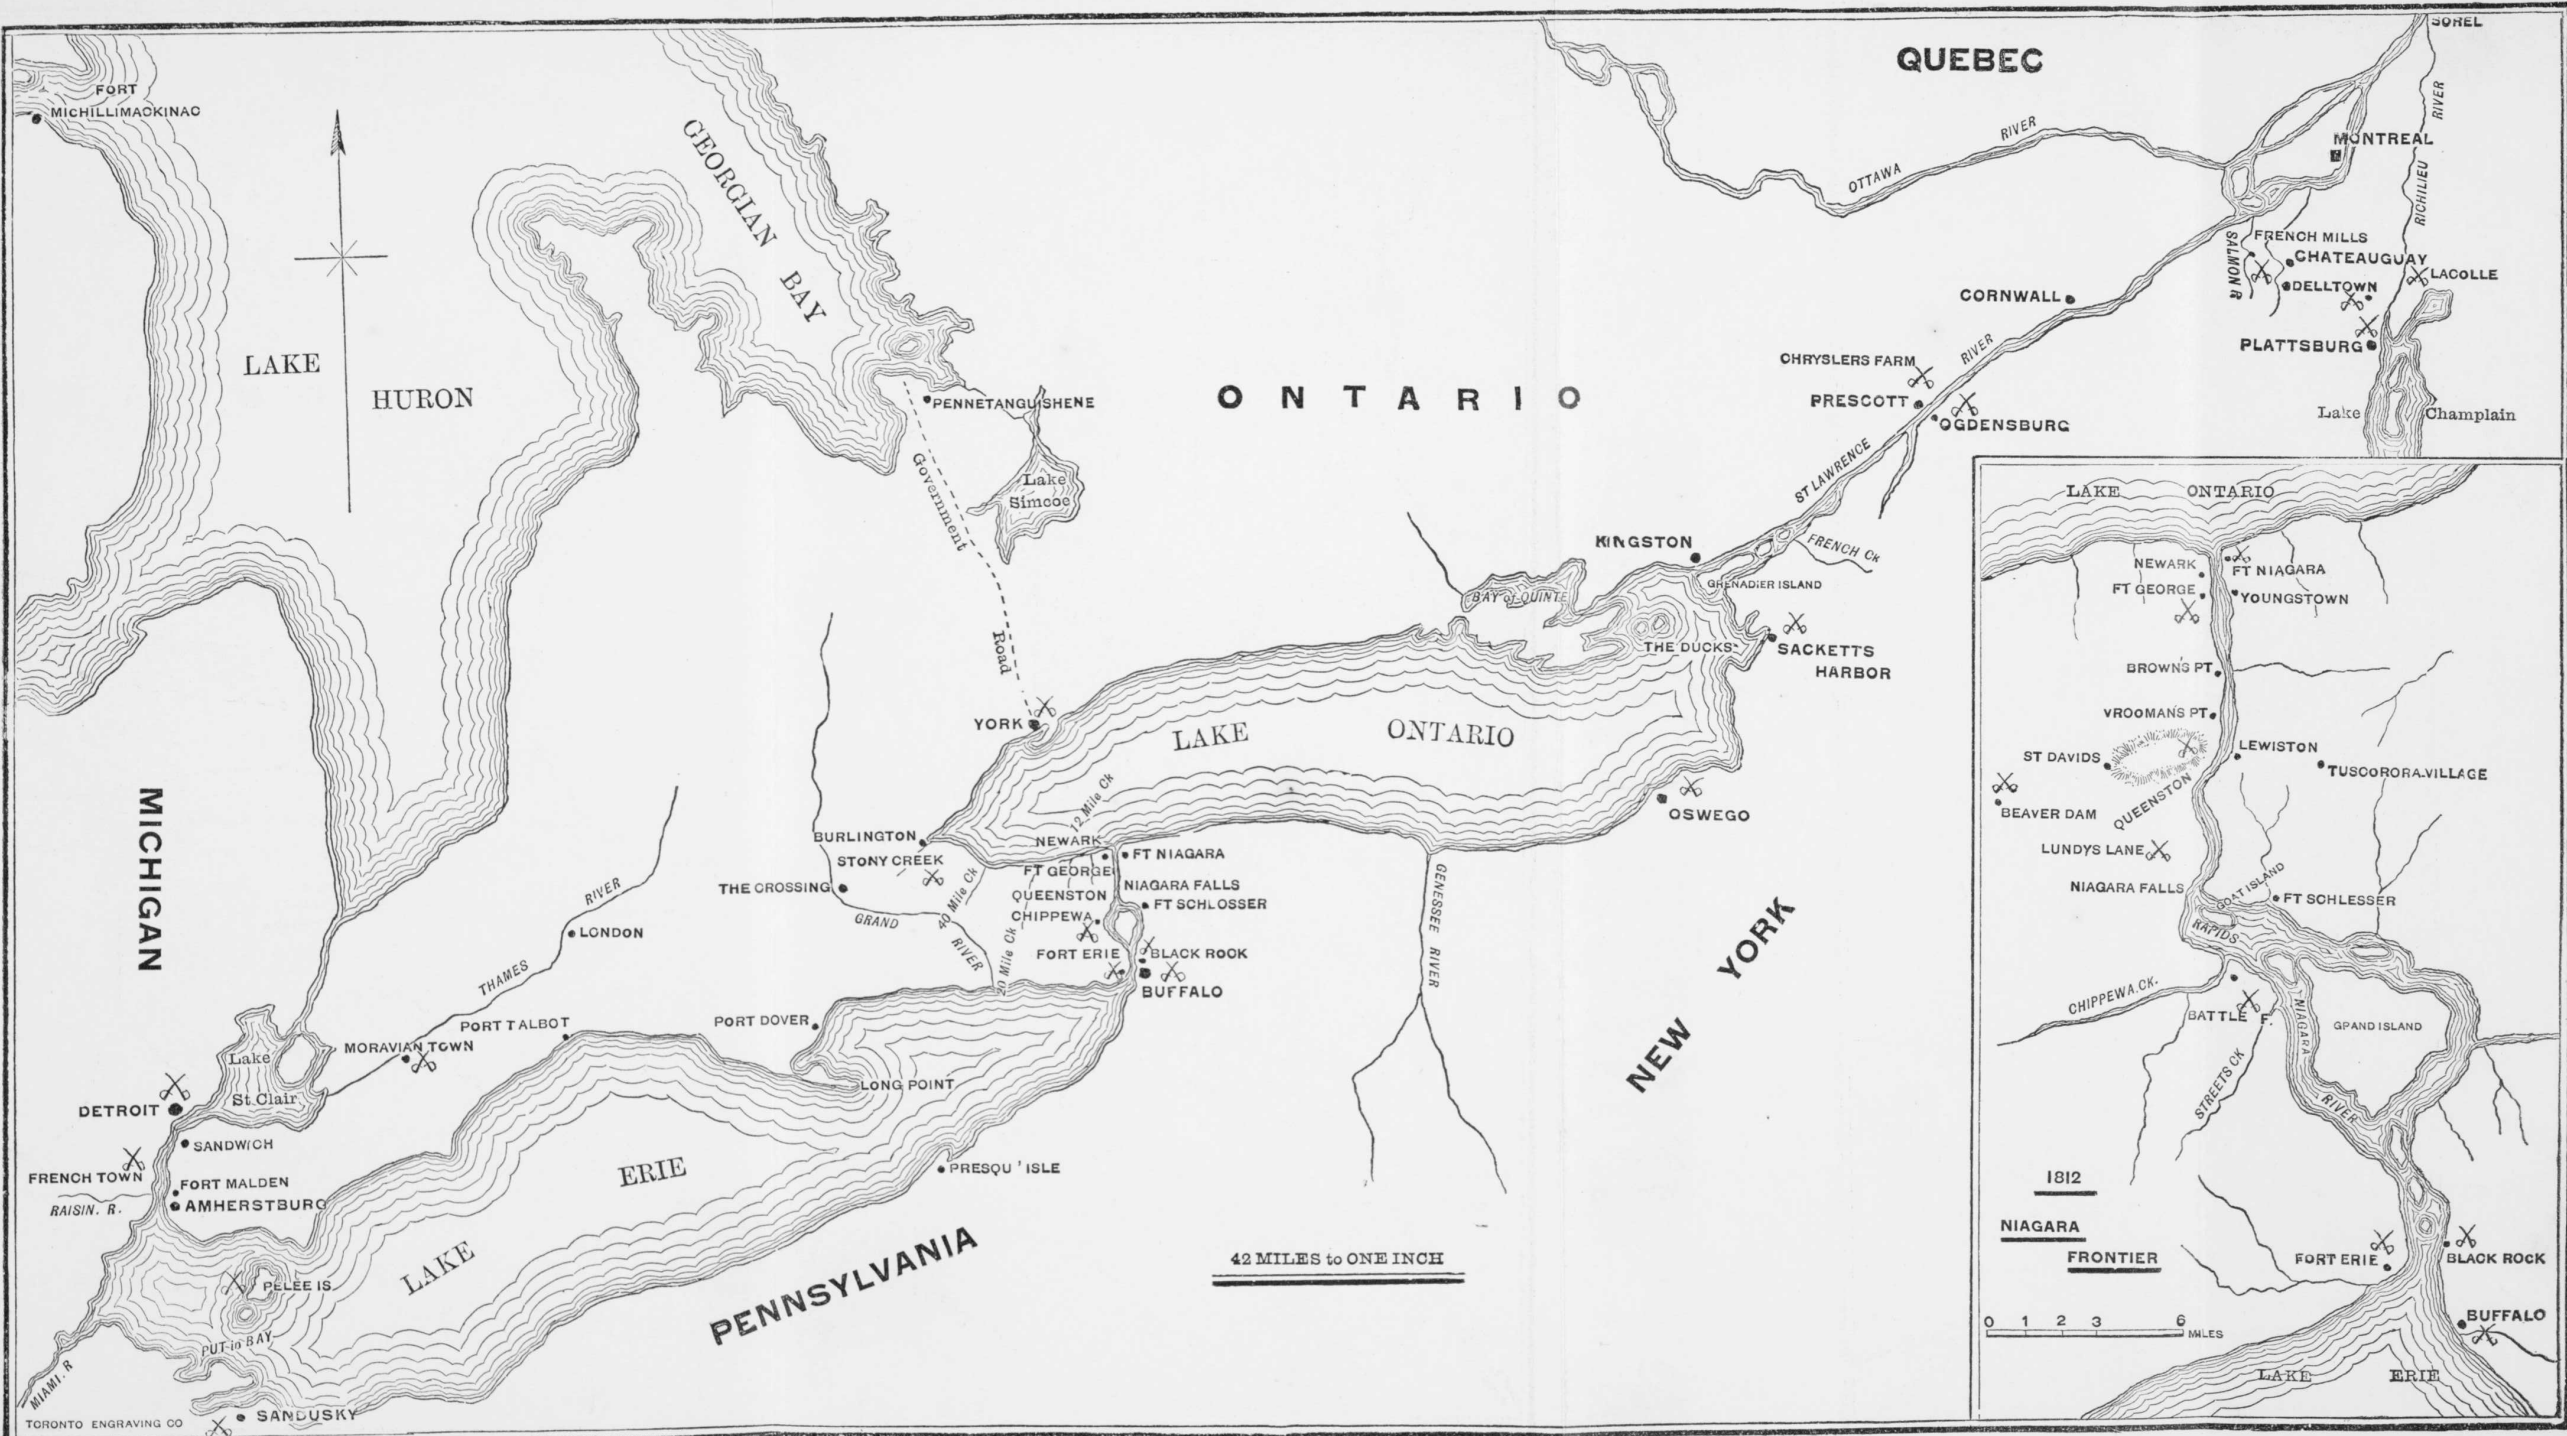 QUEBEC
SOREL
FORT
MICHILLIMACKINAC
GEORGIAN BAY
OTTAWA RIVER
MONTREAL
RICHILIEU RIVER
SALMON R
FRENCH MILLS
CHATEAUGUAY
LACOLLE
DELLTOWN
CORNWALL
PLATTSBURG
LAKE
HURON
CHRYSLERS FARM
RIVER
PRESCOTT
OGDENSBURG
Lake Champlain
ONTARIO
PENNETANGUISHENE
Government
Road
Lake
Simcoe
ST LAWRENCE
KINGSTON
FRENCH CK
GRENADIER ISLAND
BAY of QUINTE
THE DUCKS
SACKETTS
HARBOR
YORK
LAKE ONTARIO
OSWEGO
12 Mile Ck
MICHIGAN
BURLINGTON
NEWARK
FT NIAGARA
STONY CREEK
FT GEORGE
THE CROSSING
40 Mile Ck
QUEENSTON
NIAGARA FALLS
FT SCHLOSSER
CHIPPEWA
GRAND
RIVER
20 Mile Ck
FORT ERIE
BLACK ROCK
BUFFALO
GENESSEE RIVER
NEW YORK
RIVER
LONDON
THAMES
PORT TALBOT
PORT DOVER
MORAVIAN TOWN
LONG POINT
Lake
St. Clair
DETROIT
SANDWICH
FRENCH TOWN
RAISIN. R.
FORT MALDEN
AMHERSTBURG
LAKE
ERIE
PRESQU'ISLE
PENNSYLVANIA
PELEE IS.
PUT in BAY
MIAMI. R
SANDUSKY
TORONTO ENGRAVING CO
42 MILES to ONE INCH
LAKE ONTARIO
NEWARK
FT NIAGARA
FT GEORGE
YOUNGSTOWN
BROWN'S PT
VROOMAN'S PT
LEWISTON
ST DAVIDS
TUSCORORA.VILLAGE
QUEENSTON
BEAVER DAM
LUNDYS LANE
NIAGARA FALLS
GOAT ISLAND
FT SCHLESSER
RAPIDS
CHIPPEWA.CK.
BATTLE F.
NIAGARA
RIVER
GRAND ISLAND
STREETS CK
1812
NIAGARA
FRONTIER
FORT ERIE
BLACK ROCK
BUFFALO
0 1 2 3 6
MILES
LAKE ERIE